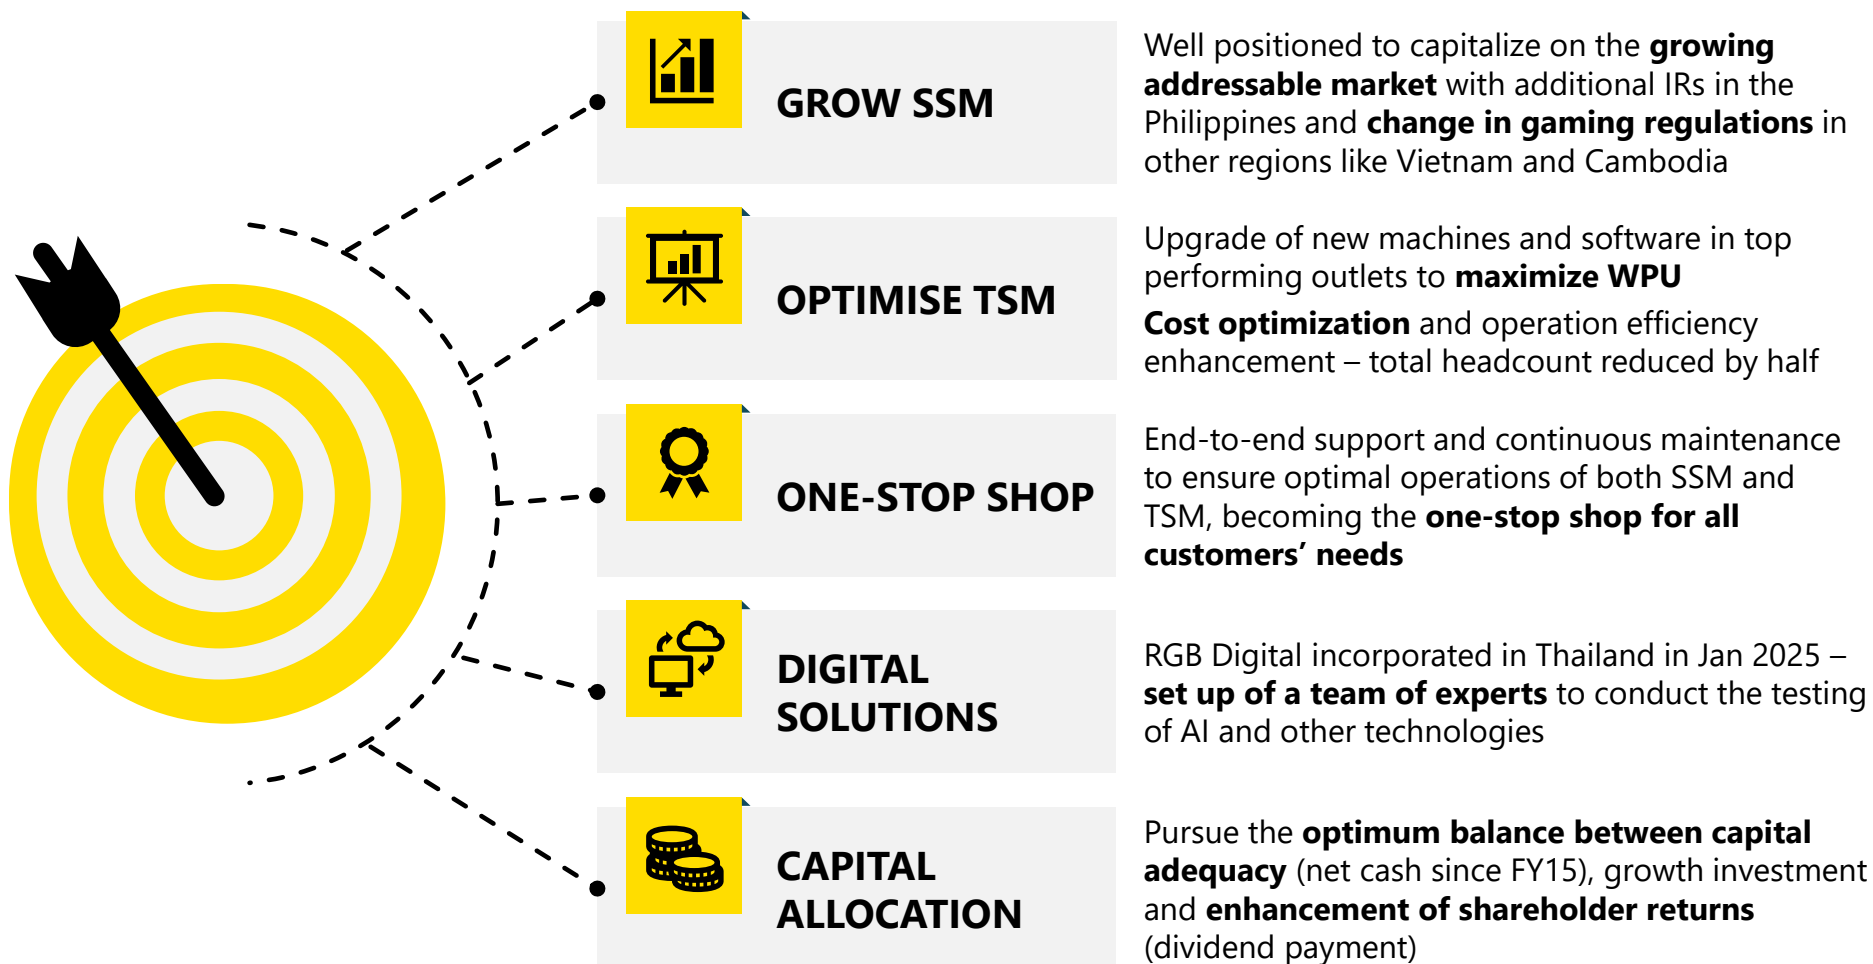 GROW SSM
Well positioned to capitalize on the growing
addressable market with additional IRs in the
Philippines and change in gaming regulations in
other regions like Vietnam and Cambodia
OPTIMISE TSM
Upgrade of new machines and software in top
performing outlets to maximize WPU
Cost optimization and operation efficiency
enhancement – total headcount reduced by half
ONE-STOP SHOP
End-to-end support and continuous maintenance
to ensure optimal operations of both SSM and
TSM, becoming the one-stop shop for all
customers’ needs
DIGITAL
SOLUTIONS
RGB Digital incorporated in Thailand in Jan 2025 –
set up of a team of experts to conduct the testing
of AI and other technologies
CAPITAL
ALLOCATION
Pursue the optimum balance between capital
adequacy (net cash since FY15), growth investment
and enhancement of shareholder returns
(dividend payment)